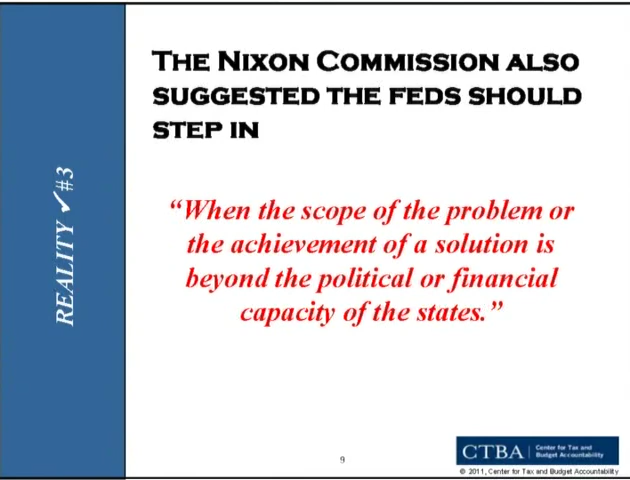 THE NIXON COMMISSION ALSO
SUGGESTED THE FEDS SHOULD
STEP IN
REALITY ✓#3
“When the scope of the problem or
the achievement of a solution is
beyond the political or financial
capacity of the states.”
9
CTBA Center for Tax and
Budget Accountability
© 2011, Center for Tax and Budget Accountability